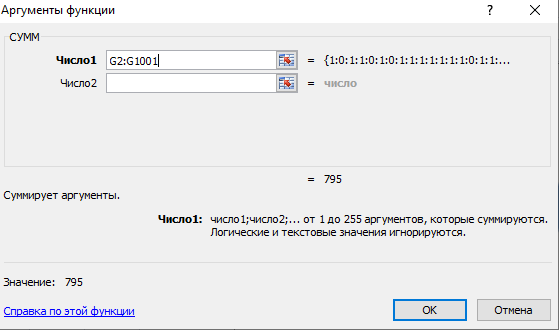 Аргументы функции
?
СУММ
Число1
G2:G1001
= {1:0:1:1:0:1:0:1:1:1:1:1:1:1:0:1:1:...
Число2
= число
= 795
Суммирует аргументы.
Число1: число1;число2;... от 1 до 255 аргументов, которые суммируются.
Логические и текстовые значения игнорируются.
Значение: 795
Справка по этой функции
ОК
Отмена